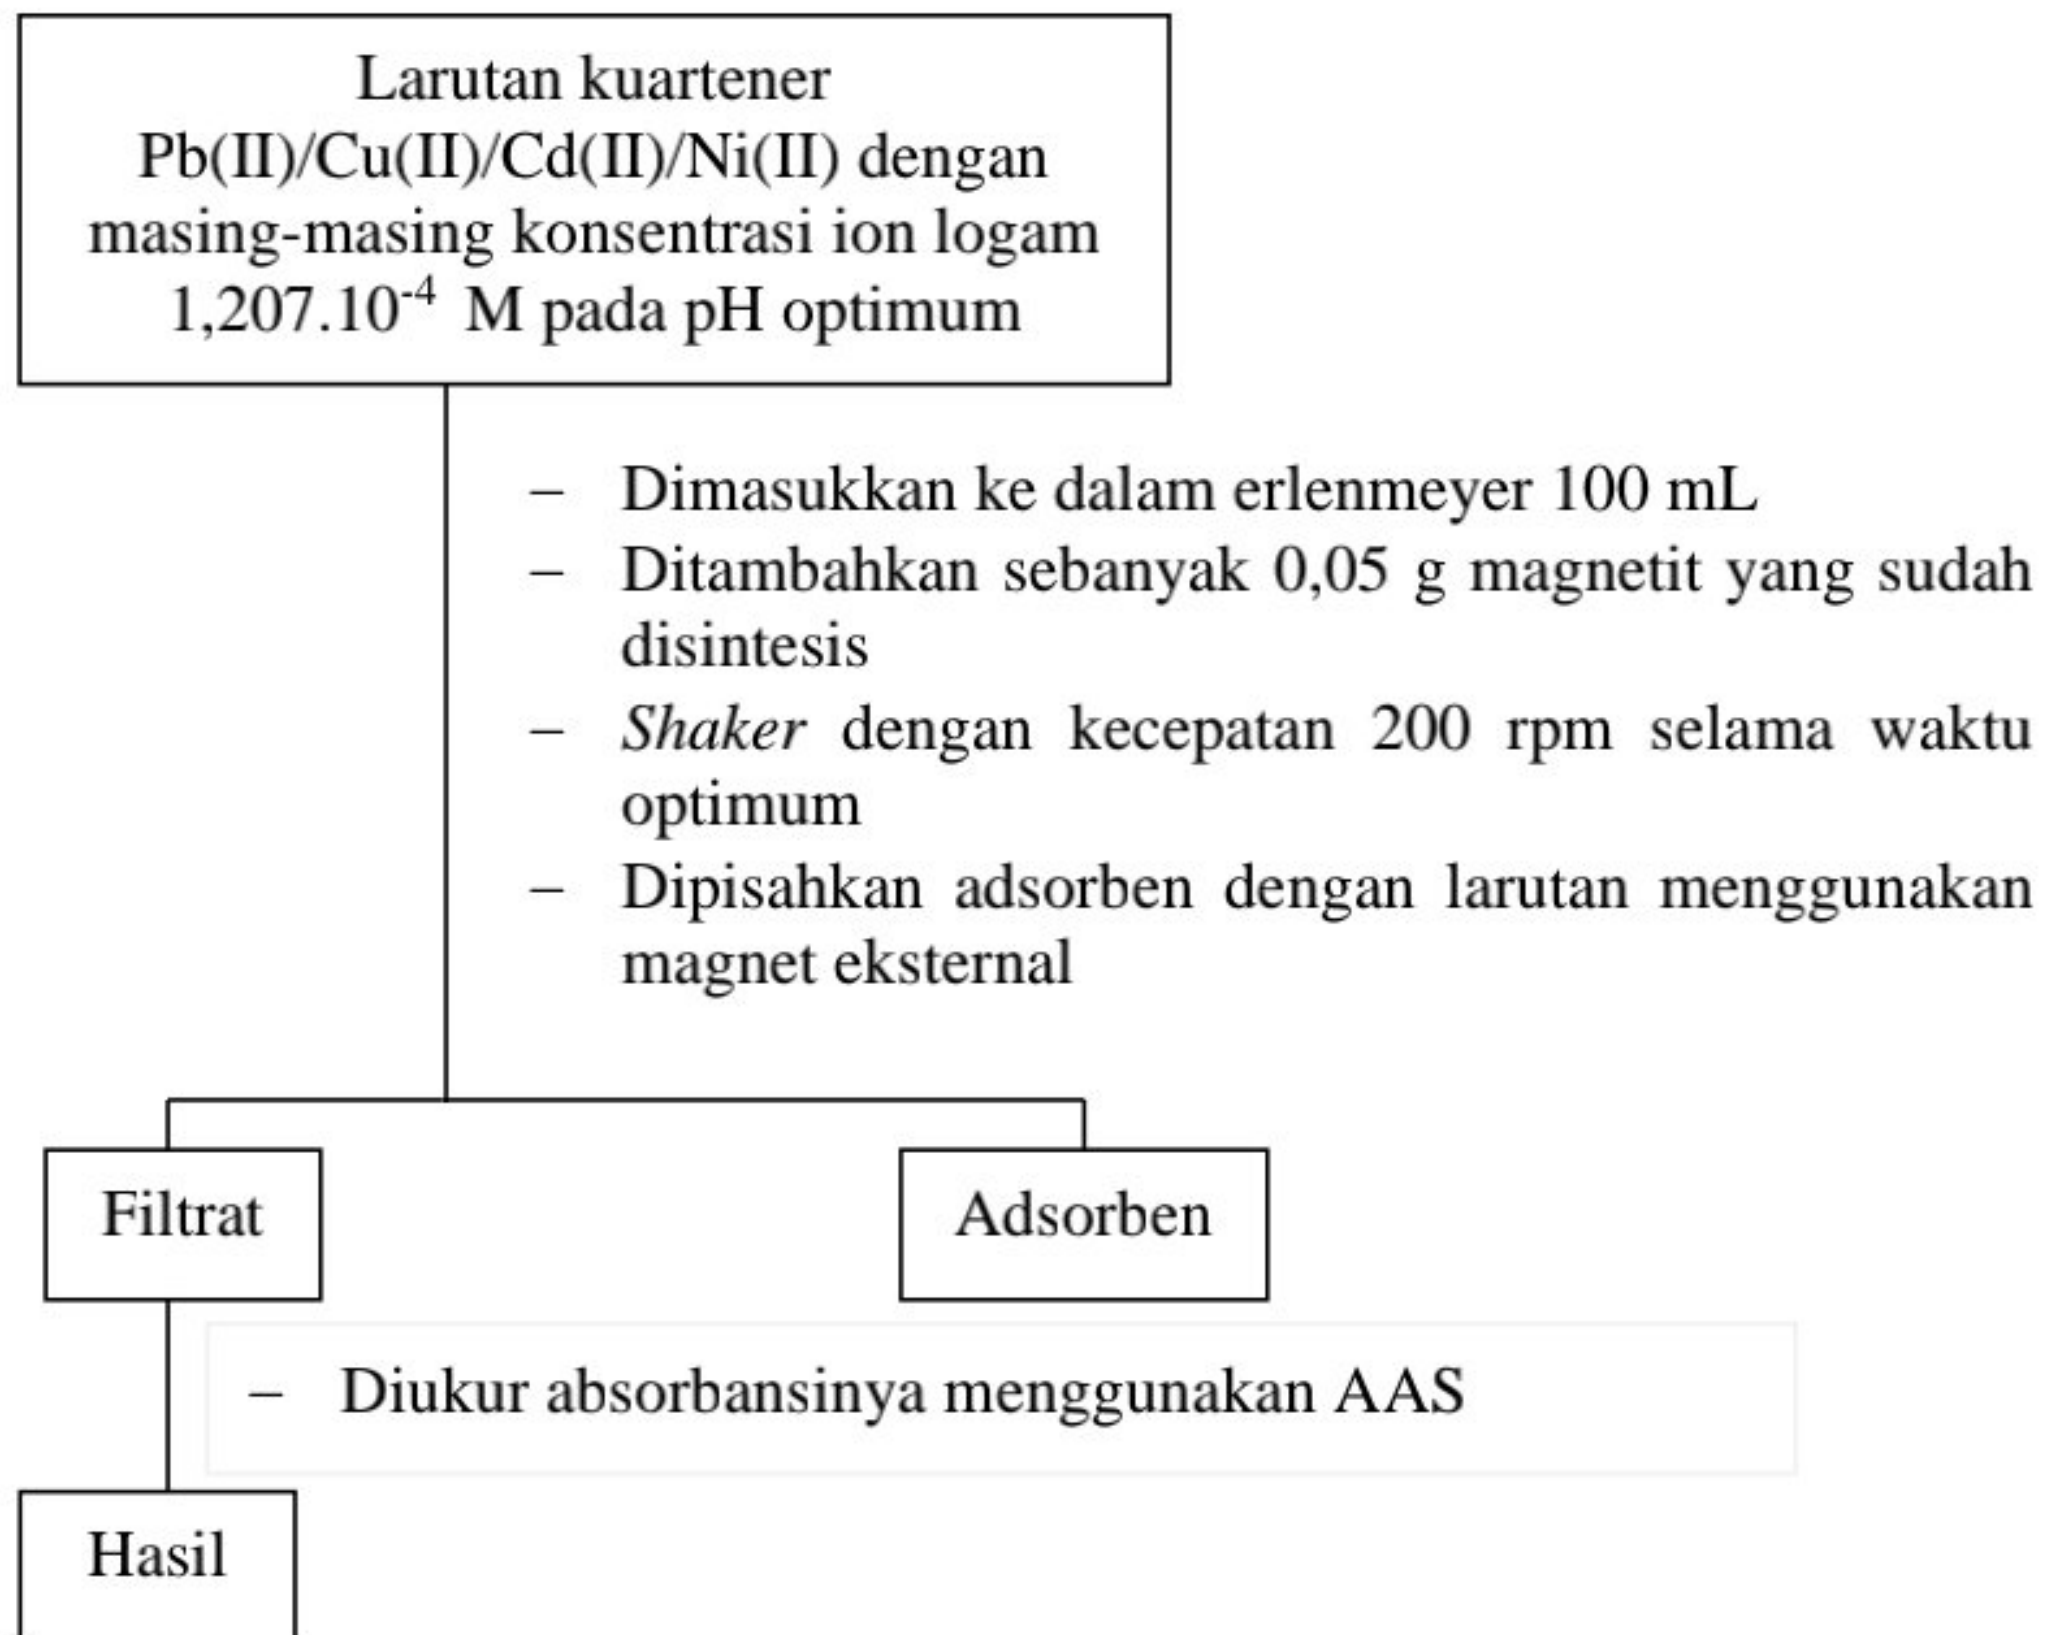 Larutan kuartener
Pb(II)/Cu(II)/Cd(II)/Ni(II) dengan
masing-masing konsentrasi ion logam
1,207.10⁻⁴ M pada pH optimum
– Dimasukkan ke dalam erlenmeyer 100 mL
– Ditambahkan sebanyak 0,05 g magnetit yang sudah
disintesis
– Shaker dengan kecepatan 200 rpm selama waktu
optimum
– Dipisahkan adsorben dengan larutan menggunakan
magnet eksternal
Filtrat
Adsorben
– Diukur absorbansinya menggunakan AAS
Hasil